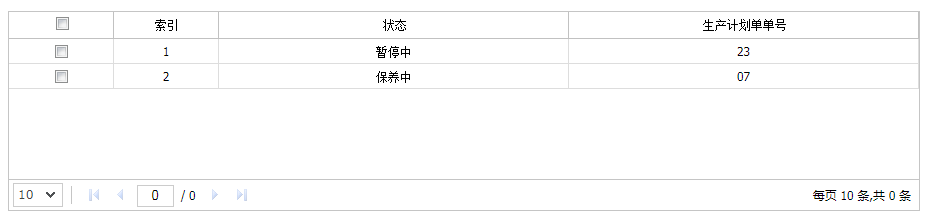 索引 状态 生产计划单单号
1 暂停中 23
2 保养中 07
10 0 / 0 每页 10 条,共 0 条